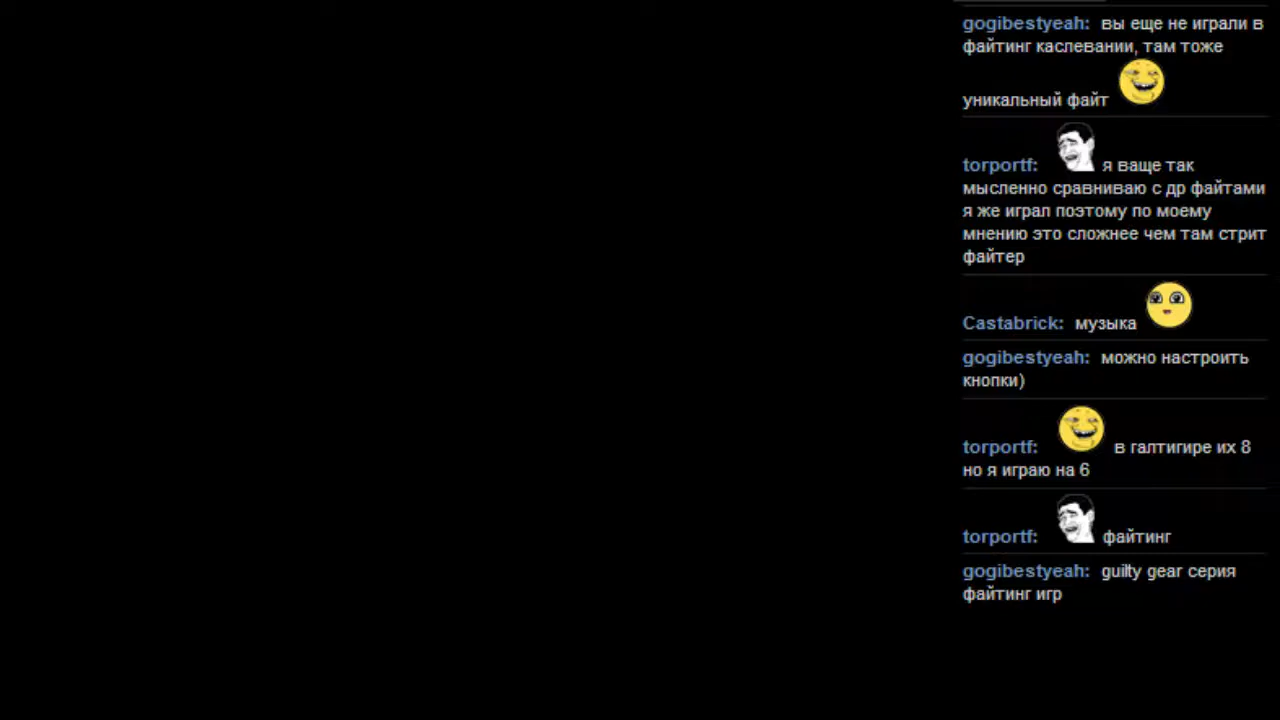 gogibestyeah: вы еще не играли в
файтинг каслевании, там тоже
уникальный файт
torportf: я ваще так
мысленно сравниваю с др файтами
я же играл поэтому по моему
мнению это сложнее чем там стрит
файтер
Castabrick: музыка
gogibestyeah: можно настроить
кнопки)
torportf: в галтигире их 8
но я играю на 6
torportf: файтинг
gogibestyeah: guilty gear серия
файтинг игр